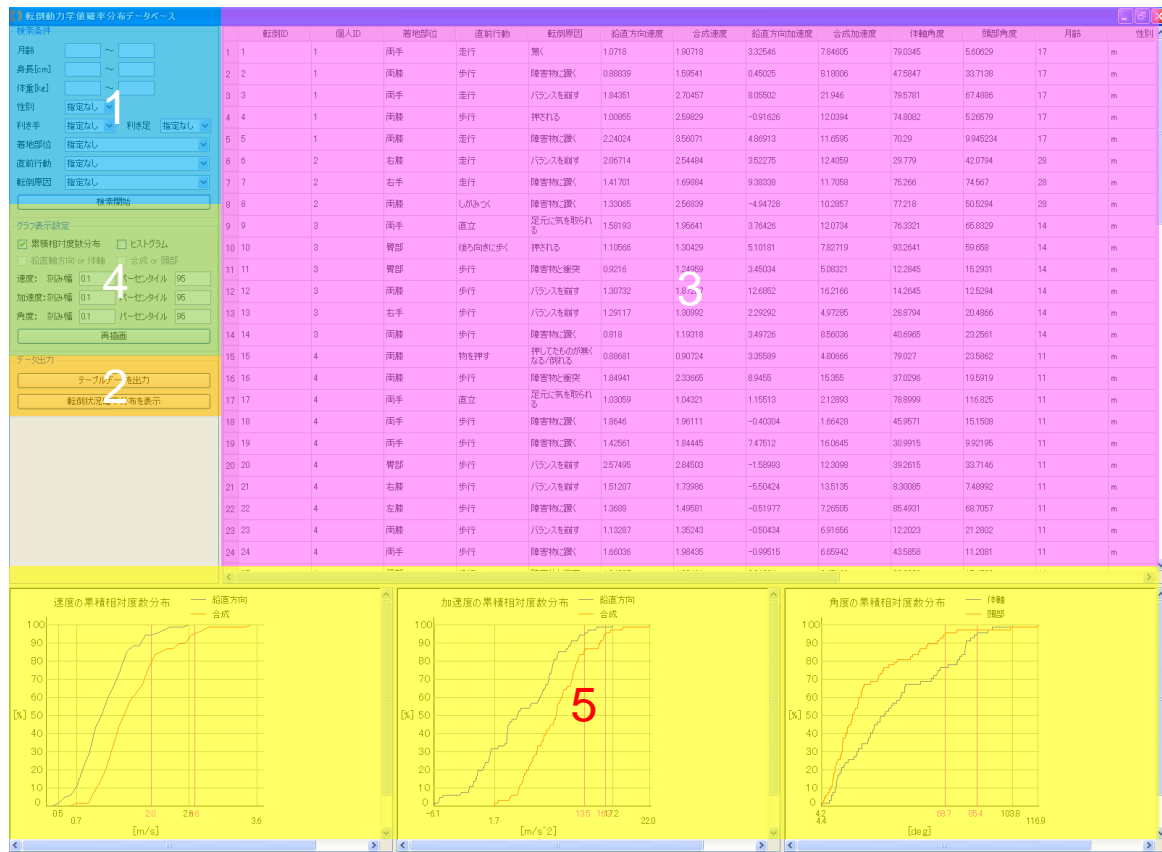 転倒動力学値確率分布データベース
検索条件
月齢 ～
身長[cm] ～
体重[kg] ～
性別 指定なし
利き手 指定なし 利き足 指定なし
着地部位 指定なし
直前行動 指定なし
転倒原因 指定なし
検索開始
1
グラフ表示設定
累積相対度数分布 ヒストグラム
鉛直軸方向 or 体軸 合成 or 頭部
速度: 刻み幅 0.1 パーセンタイル 95
加速度:刻み幅 0.1 パーセンタイル 95
角度: 刻み幅 0.1 パーセンタイル 95
再描画
4
データ出力
テーブルデータを出力
転倒状況確率分布を表示
2
転倒ID 個人ID 着地部位 直前行動 転倒原因 鉛直方向速度 合成速度 鉛直方向加速度 合成加速度 体軸角度 頭部角度 月齢 性別
1 1 1 両手 走行 驚く 1.0718 1.90718 3.32546 7.84605 79.0345 5.60629 17 m
2 2 1 両膝 歩行 障害物に躓く 0.88839 1.59541 0.45025 8.18006 47.5847 33.7138 17 m
3 3 1 両手 走行 バランスを崩す 1.84351 2.70457 8.05502 21.946 79.5781 67.4886 17 m
4 4 1 両手 歩行 押される 1.00855 2.59829 -0.91626 12.0394 74.8082 5.26579 17 m
5 5 1 両手 走行 障害物に躓く 2.24024 3.56071 4.86913 11.6595 70.29 9.945234 17 m
6 6 2 右膝 走行 バランスを崩す 2.06714 2.54484 3.52275 12.4059 29.779 42.0794 28 m
7 7 2 右手 走行 障害物に躓く 1.41701 1.69884 9.38338 11.7058 75.266 74.567 28 m
8 8 2 両膝 しがみつく 障害物に躓く 1.33065 2.56839 -4.94728 10.2857 77.218 50.5294 28 m
9 9 3 両手 直立 足元に気を取られる 1.58193 1.95641 3.76426 12.0734 76.3321 65.8329 14 m
10 10 3 臀部 後ろ向きに歩く 押される 1.10566 1.30429 5.10181 7.82719 93.2641 59.658 14 m
11 11 3 臀部 歩行 障害物と衝突 0.9216 1.24959 3.45034 5.08321 12.2845 15.2931 14 m
12 12 3 両膝 歩行 バランスを崩す 1.30732 12.6852 16.2166 14.2645 12.5294 14 m
13 13 3 右手 歩行 バランスを崩す 1.29117 1.30992 2.29292 4.97285 28.8794 20.4866 14 m
14 14 3 両膝 歩行 障害物に躓く 0.818 1.19318 3.49726 8.56036 40.6965 23.2561 14 m
15 15 4 両膝 物を押す 押してたものが無くなる/倒れる 0.88681 0.90724 3.35589 4.80666 79.027 23.5862 11 m
16 16 4 両膝 歩行 障害物と衝突 1.84941 2.33665 8.9455 15.355 37.0296 19.5919 11 m
17 17 4 両手 直立 足元に気を取られる 1.03059 1.04321 1.15513 2.12893 78.8999 116.825 11 m
18 18 4 両手 歩行 障害物に躓く 1.8646 1.96111 -0.40304 1.66428 45.9571 15.1508 11 m
19 19 4 両手 歩行 障害物に躓く 1.42561 1.84445 7.47512 16.0645 30.9915 9.92195 11 m
20 20 4 臀部 歩行 バランスを崩す 2.57495 2.84503 -1.58993 12.3098 39.2615 33.7146 11 m
21 21 4 右膝 歩行 バランスを崩す 1.51207 1.73986 -5.50424 13.5135 8.30085 7.48992 11 m
22 22 4 左膝 歩行 障害物に躓く 1.3688 1.49581 -0.51977 7.26505 85.4931 68.7057 11 m
23 23 4 両膝 歩行 バランスを崩す 1.13287 1.35243 -0.50434 6.91656 12.2023 21.2802 11 m
24 24 4 両手 歩行 障害物に躓く 1.66036 1.98435 -0.99515 6.65942 43.5858 11.2081 11 m
3
速度の累積相対度数分布
鉛直方向
合成
100
90
80
70
60
[%] 50
40
30
20
10
0
0.5 0.7 2.0 2.6 3.6
[m/s]
加速度の累積相対度数分布
鉛直方向
合成
100
90
80
70
60
[%] 50
40
30
20
10
0
-6.1 1.7 13.5 17.2 22.0
[m/s^2]
5
角度の累積相対度数分布
体軸
頭部
100
90
80
70
60
[%] 50
40
30
20
10
0
4.2 4.4 68.7 85.4 103.8 116.9
[deg]